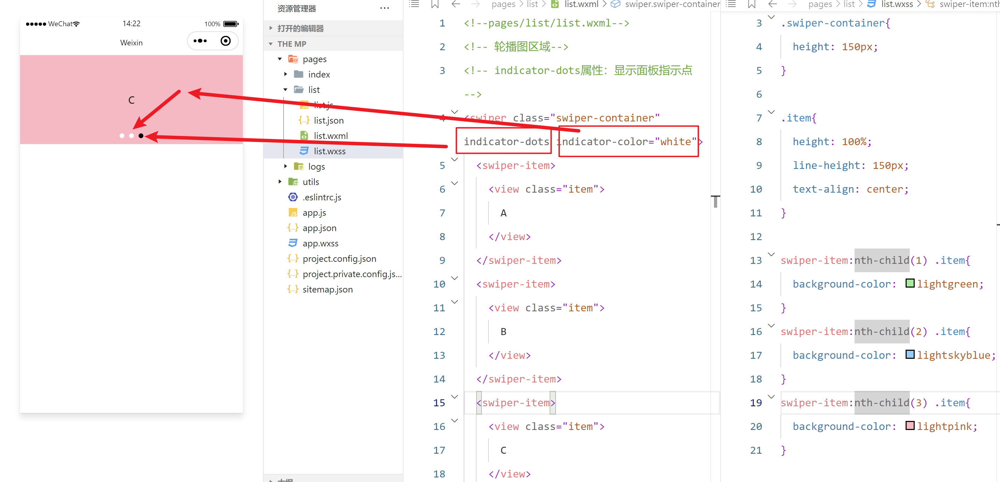 WeChat
14:22
100%
Weixin
C
资源管理器
打开的编辑器
THE MP
pages
index
list
list.js
list.json
list.wxml
list.wxss
logs
utils
.eslintrc.js
app.js
app.json
app.wxss
project.config.json
project.private.config.js...
sitemap.json
大纲
pages > list > list.wxml > swiper.swiper-container
1 <!--pages/list/list.wxml-->
2 <!-- 轮播图区域-->
3 <!-- indicator-dots属性：显示面板指示点
-->
4 <swiper class="swiper-container"
indicator-dots indicator-color="white">
5 <swiper-item>
6 <view class="item">
7 A
8 </view>
9 </swiper-item>
10 <swiper-item>
11 <view class="item">
12 B
13 </view>
14 </swiper-item>
15 <swiper-item>
16 <view class="item">
17 C
18 </view>
pages > list > list.wxss > swiper-item:nth
3 .swiper-container{
4 height: 150px;
5 }
6
7 .item{
8 height: 100%;
9 line-height: 150px;
10 text-align: center;
11 }
12
13 swiper-item:nth-child(1) .item{
14 background-color: lightgreen;
15 }
16 swiper-item:nth-child(2) .item{
17 background-color: lightskyblue;
18 }
19 swiper-item:nth-child(3) .item{
20 background-color: lightpink;
21 }